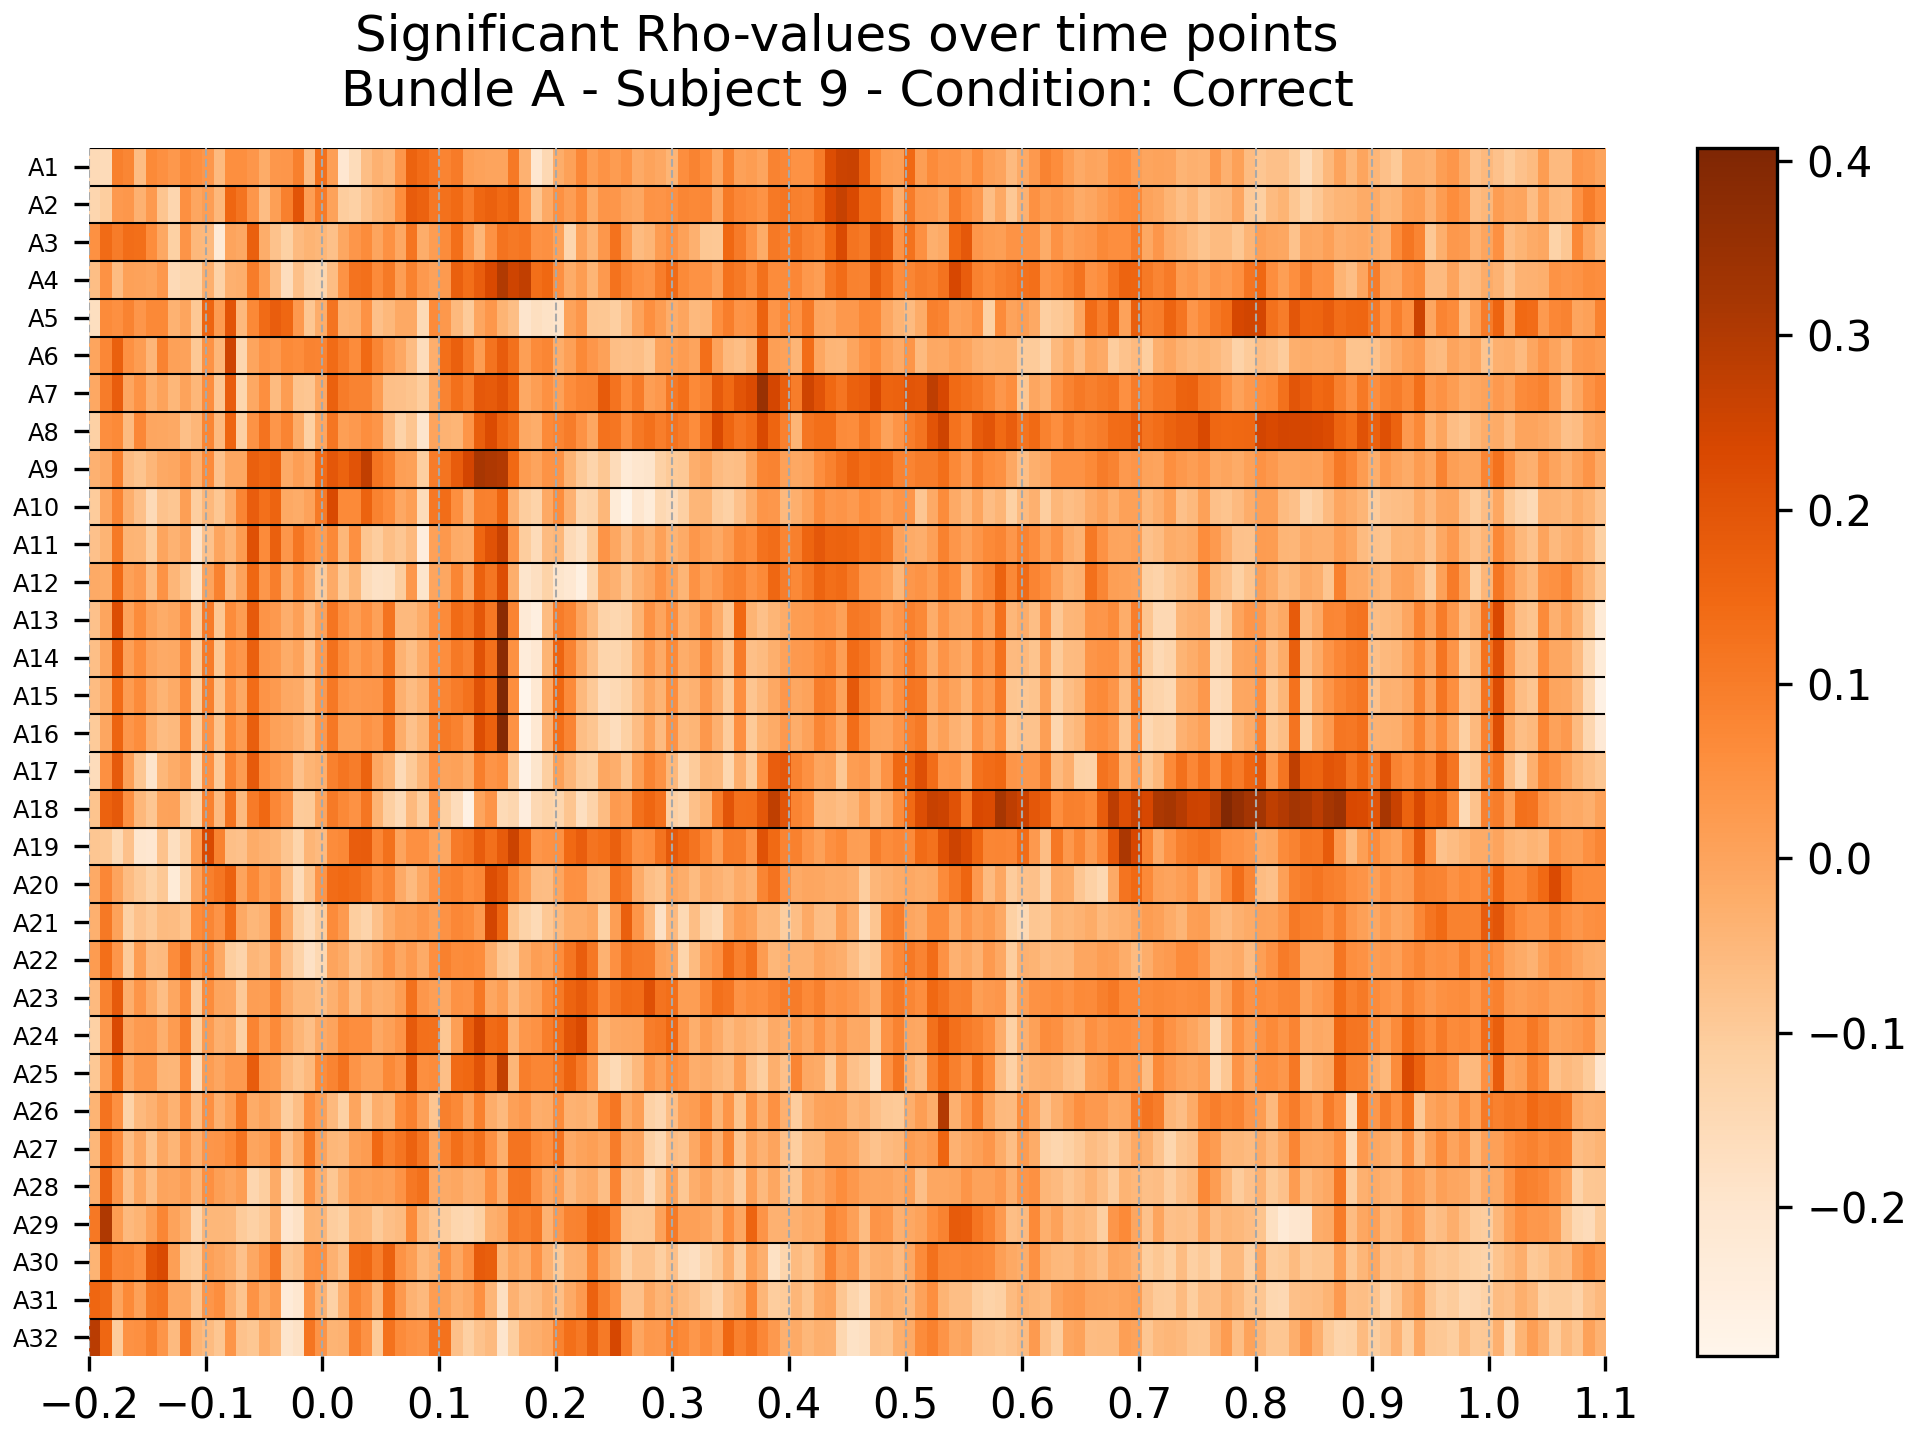 Significant Rho-values over time points
Bundle A - Subject 9 - Condition: Correct
A1
A2
A3
A4
A5
A6
A7
A8
A9
A10
A11
A12
A13
A14
A15
A16
A17
A18
A19
A20
A21
A22
A23
A24
A25
A26
A27
A28
A29
A30
A31
A32
−0.2 −0.1 0.0 0.1 0.2 0.3 0.4 0.5 0.6 0.7 0.8 0.9 1.0 1.1
0.4
0.3
0.2
0.1
0.0
−0.1
−0.2